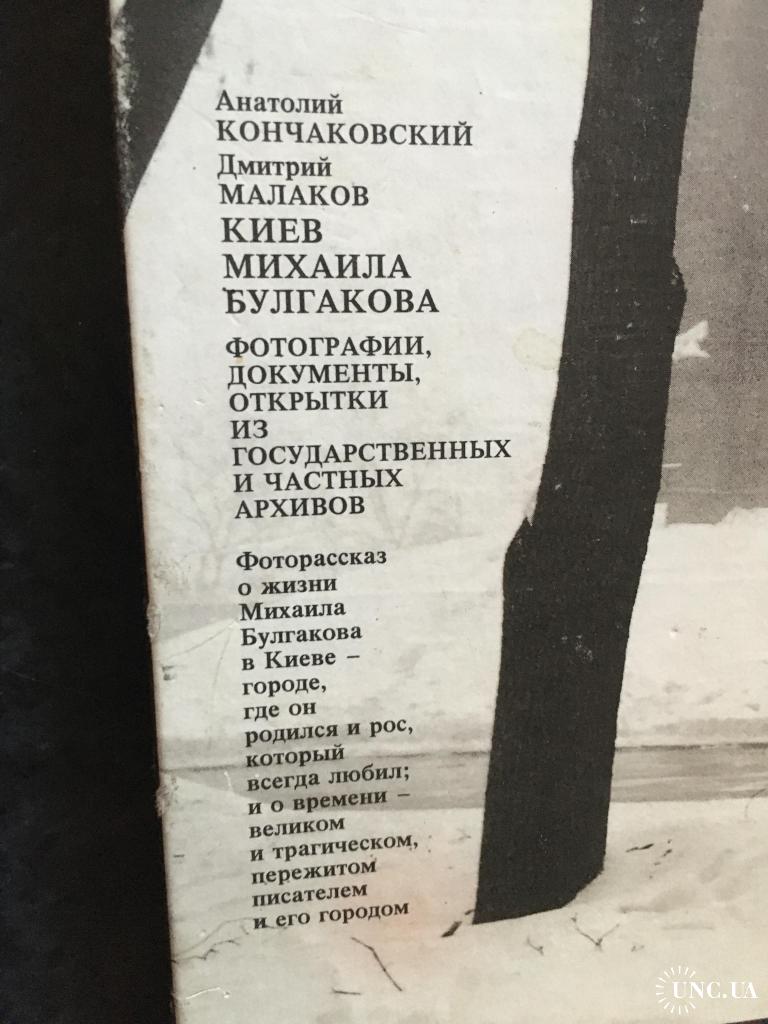 Анатолий
КОНЧАКОВСКИЙ
Дмитрий
МАЛАКОВ
КИЕВ
МИХАИЛА
БУЛГАКОВА
ФОТОГРАФИИ,
ДОКУМЕНТЫ,
ОТКРЫТКИ
ИЗ
ГОСУДАРСТВЕННЫХ
И ЧАСТНЫХ
АРХИВОВ
Фоторассказ
о жизни
Михаила
Булгакова
в Киеве –
городе,
где он
родился и рос,
который
всегда любил;
и о времени –
великом
и трагическом,
пережитом
писателем
и его городом
UNC.UA